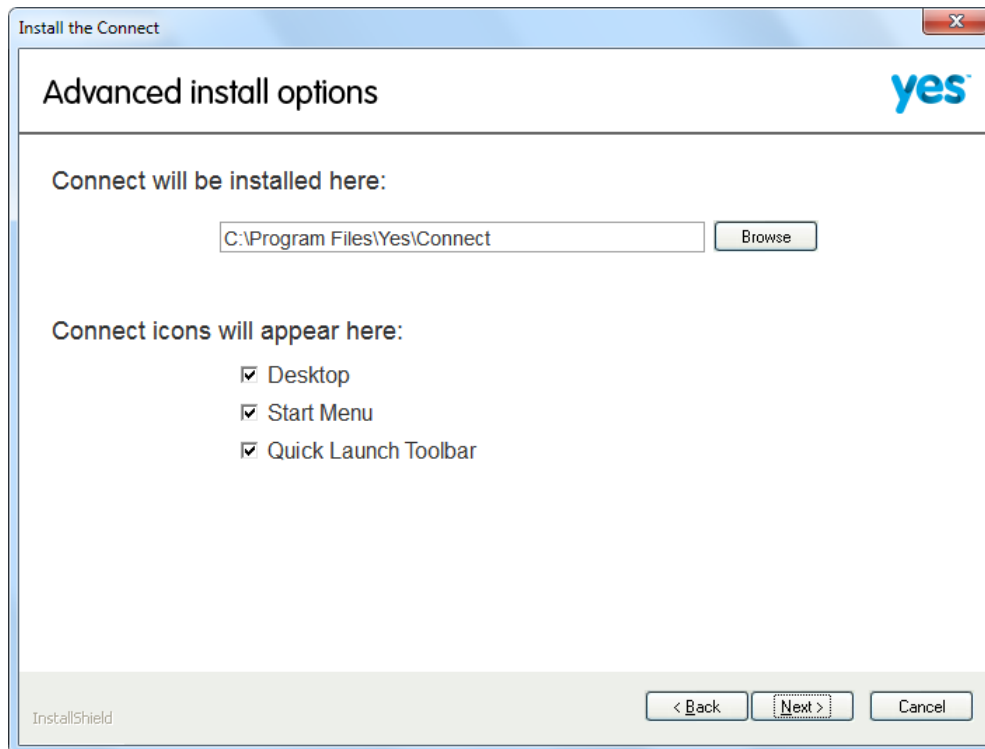 Install the Connect
Advanced install options
yes™
Connect will be installed here:
C:\Program Files\Yes\Connect
Browse
Connect icons will appear here:
Desktop
Start Menu
Quick Launch Toolbar
InstallShield
< Back
Next >
Cancel